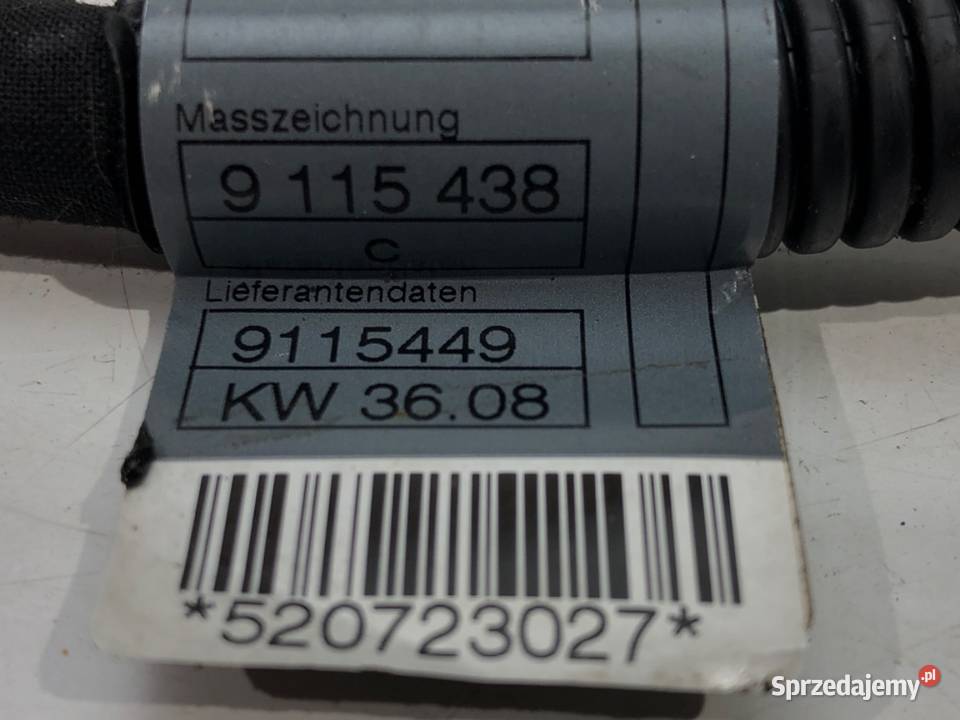 Masszeichnung
9 115 438
C
Lieferantendaten
9115449
KW 36.08
*520723027*
Sprzedajemy.pl